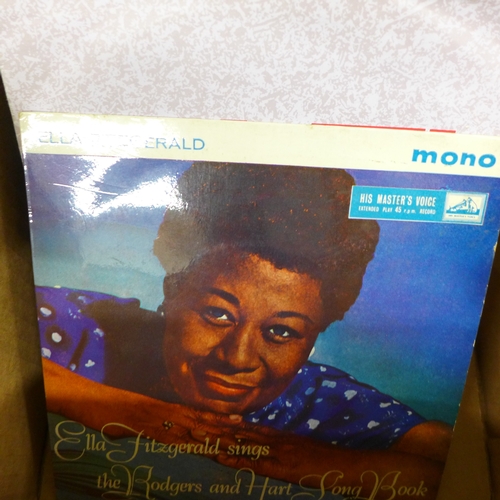 ELLA FITZGERALD
mono
HIS MASTER'S VOICE
EXTENDED PLAY 45 r.p.m. RECORD
Ella Fitzgerald sings
the Rodgers and Hart Song Book